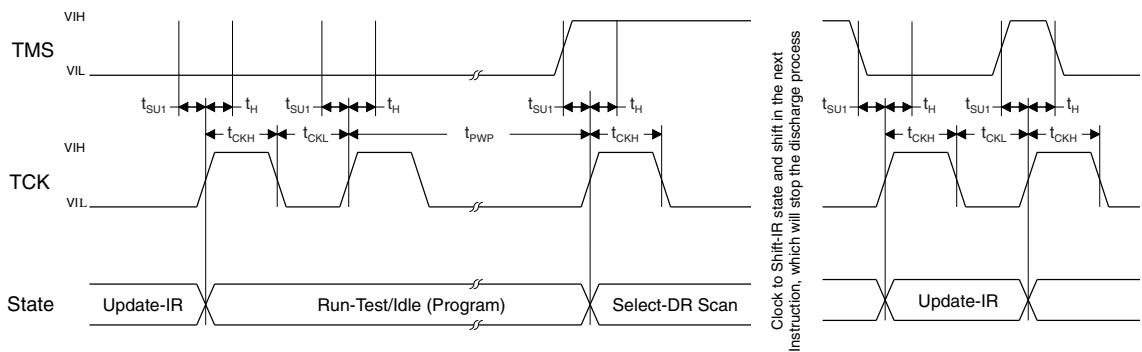 VIH
TMS
VIL
tSU1 tH tSU1 tH tSU1 tH tSU1 tH tSU1 tH
tCKH tCKL tPWP tCKH tCKH tCKL tCKH
VIH
TCK
VIL
State Update-IR Run-Test/Idle (Program) Select-DR Scan Update-IR
Clock to Shift-IR state and shift in the next
Instruction, which will stop the discharge process